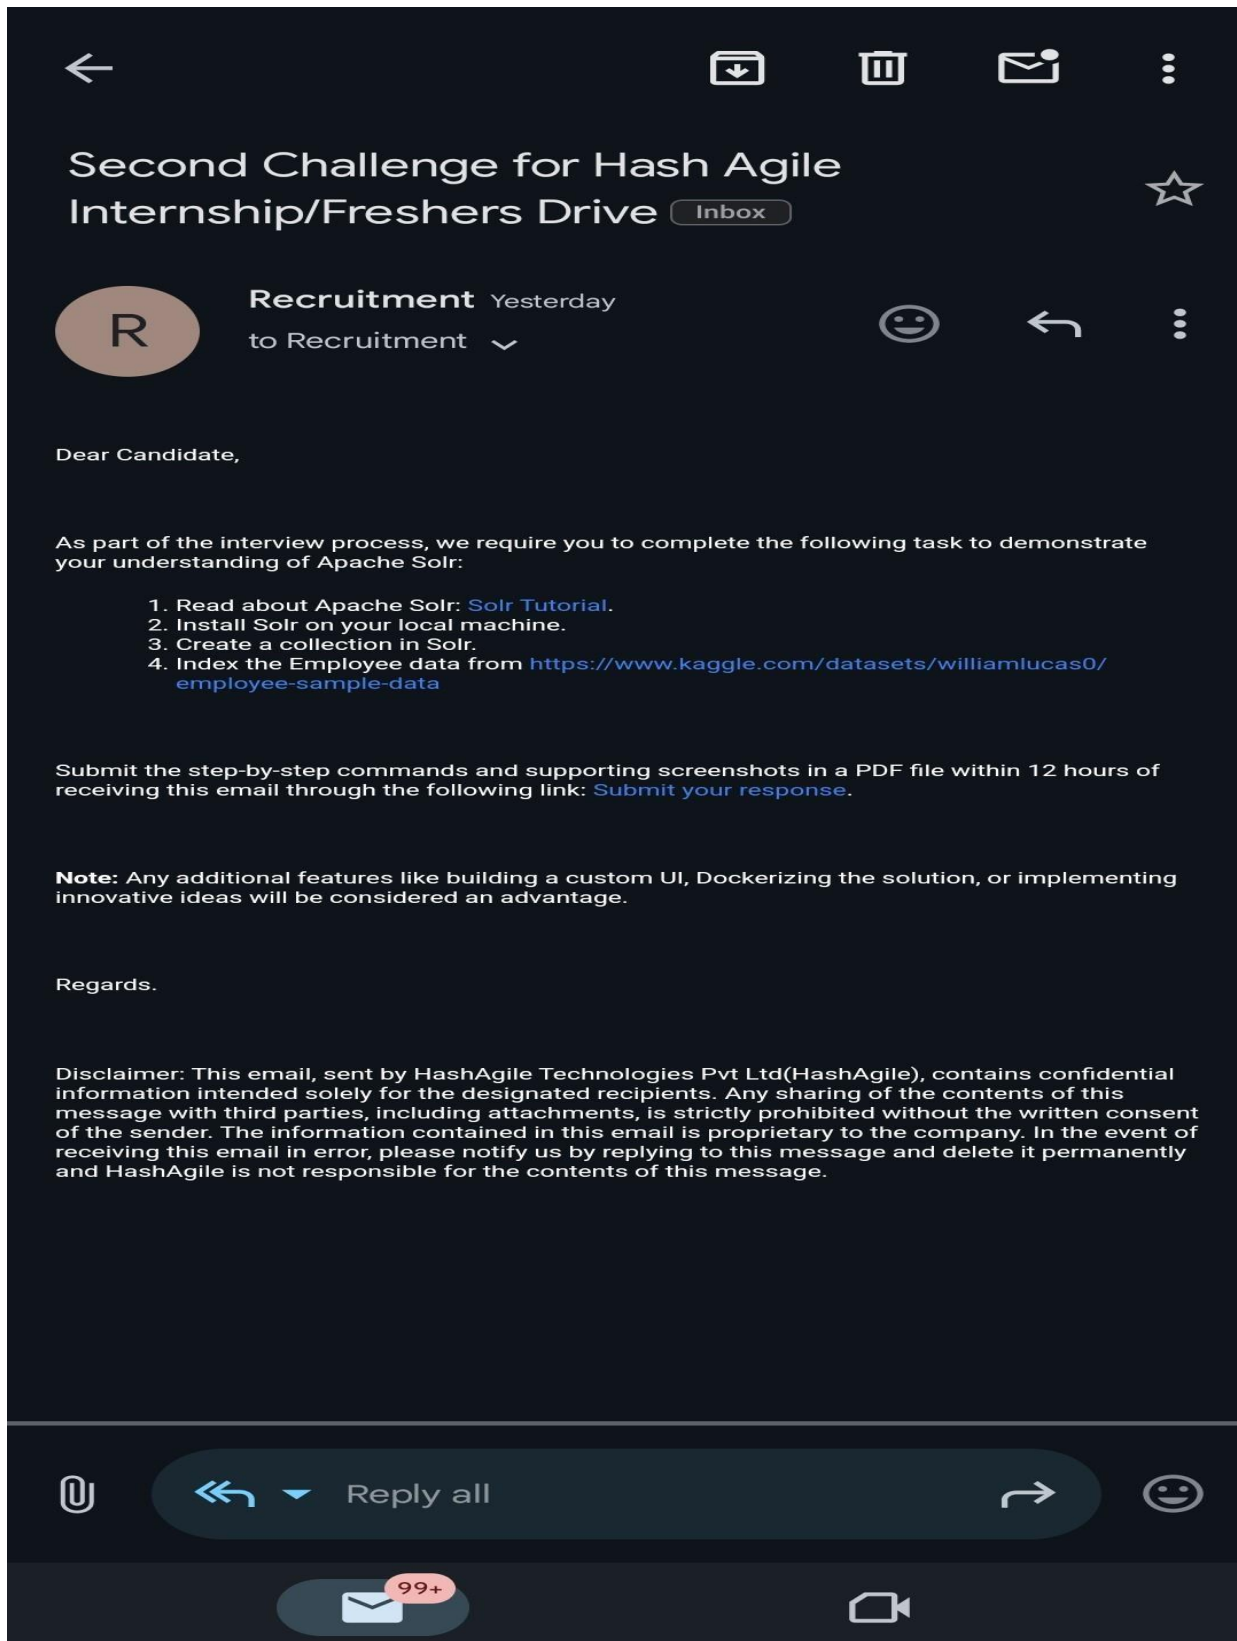 Second Challenge for Hash Agile
Internship/Freshers Drive Inbox
R
Recruitment Yesterday
to Recruitment
Dear Candidate,
As part of the interview process, we require you to complete the following task to demonstrate
your understanding of Apache Solr:
1. Read about Apache Solr: Solr Tutorial.
2. Install Solr on your local machine.
3. Create a collection in Solr.
4. Index the Employee data from https://www.kaggle.com/datasets/williamlucas0/
employee-sample-data
Submit the step-by-step commands and supporting screenshots in a PDF file within 12 hours of
receiving this email through the following link: Submit your response.
Note: Any additional features like building a custom UI, Dockerizing the solution, or implementing
innovative ideas will be considered an advantage.
Regards.
Disclaimer: This email, sent by HashAgile Technologies Pvt Ltd(HashAgile), contains confidential
information intended solely for the designated recipients. Any sharing of the contents of this
message with third parties, including attachments, is strictly prohibited without the written consent
of the sender. The information contained in this email is proprietary to the company. In the event of
receiving this email in error, please notify us by replying to this message and delete it permanently
and HashAgile is not responsible for the contents of this message.
Reply all
99+